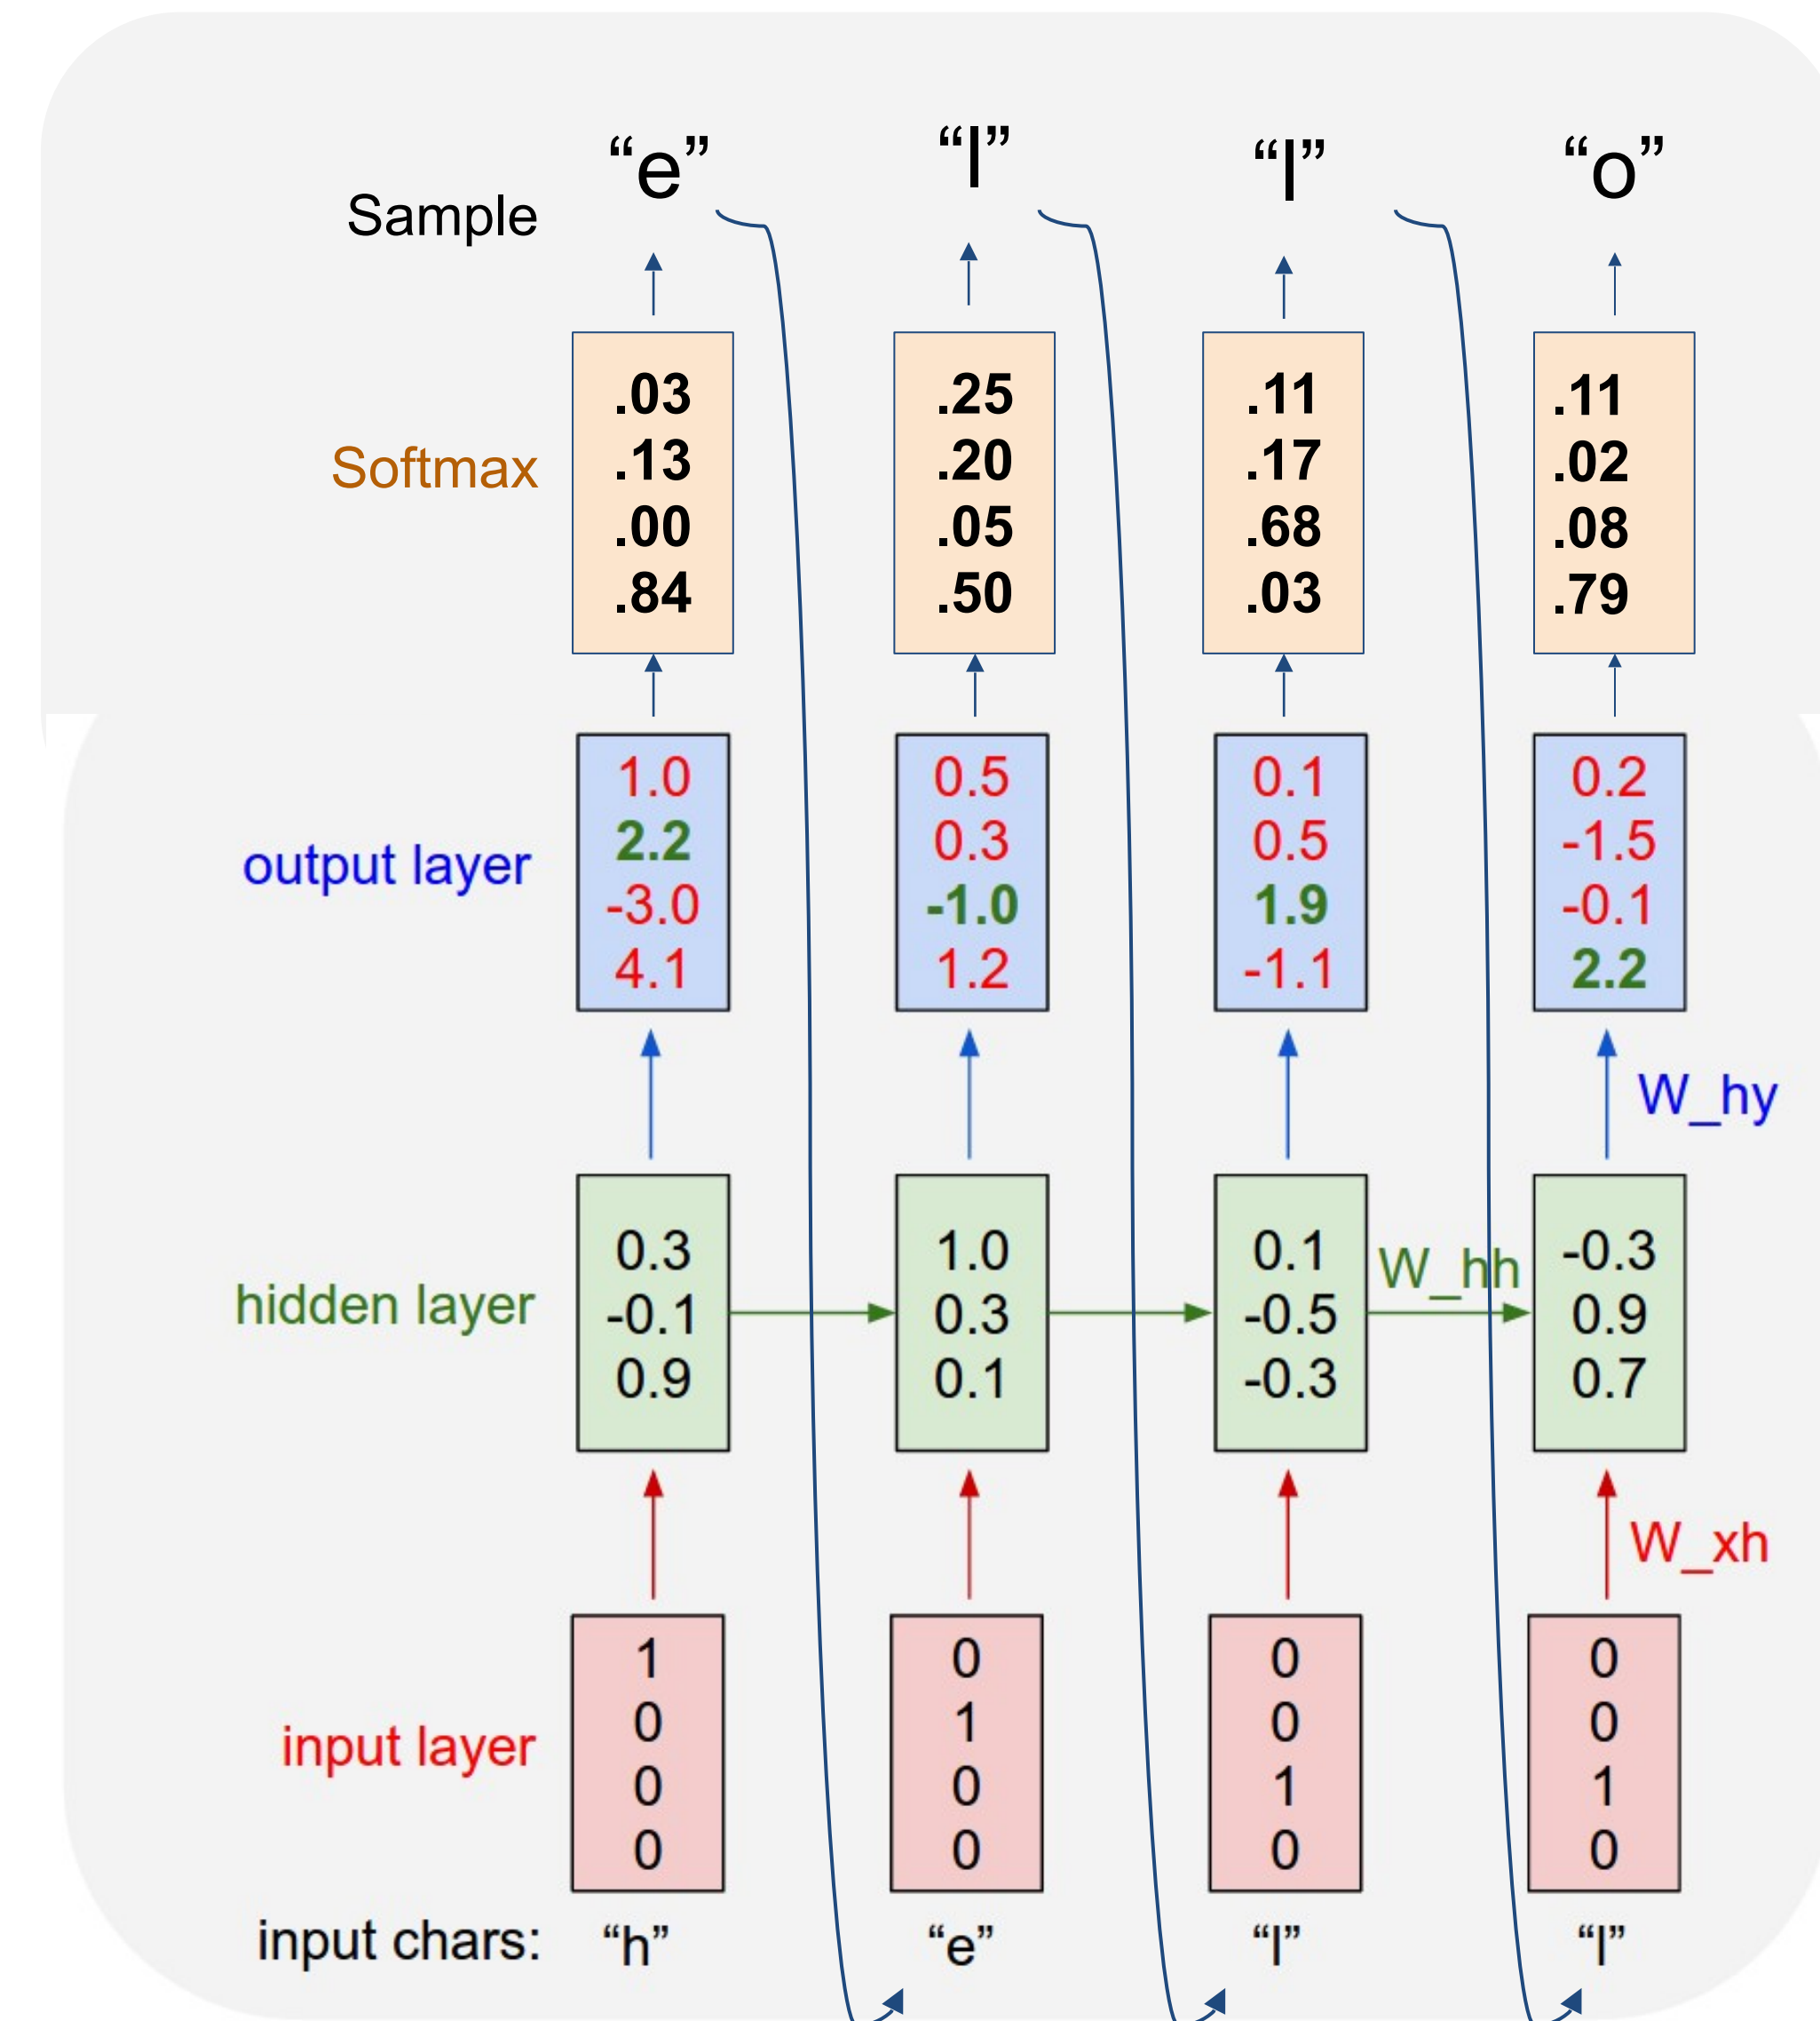 “e” “l” “l” “o”
Sample
.03 .25 .11 .11
.13 .20 .17 .02
Softmax
.00 .05 .68 .08
.84 .50 .03 .79
1.0 0.5 0.1 0.2
2.2 0.3 0.5 -1.5
output layer
-3.0 -1.0 1.9 -0.1
4.1 1.2 -1.1 2.2
W_hy
0.3 1.0 0.1 -0.3
W_hh
hidden layer
-0.1 0.3 -0.5 0.9
0.9 0.1 -0.3 0.7
W_xh
1 0 0 0
0 1 0 0
input layer
0 0 1 1
0 0 0 0
input chars: “h” “e” “l” “l”